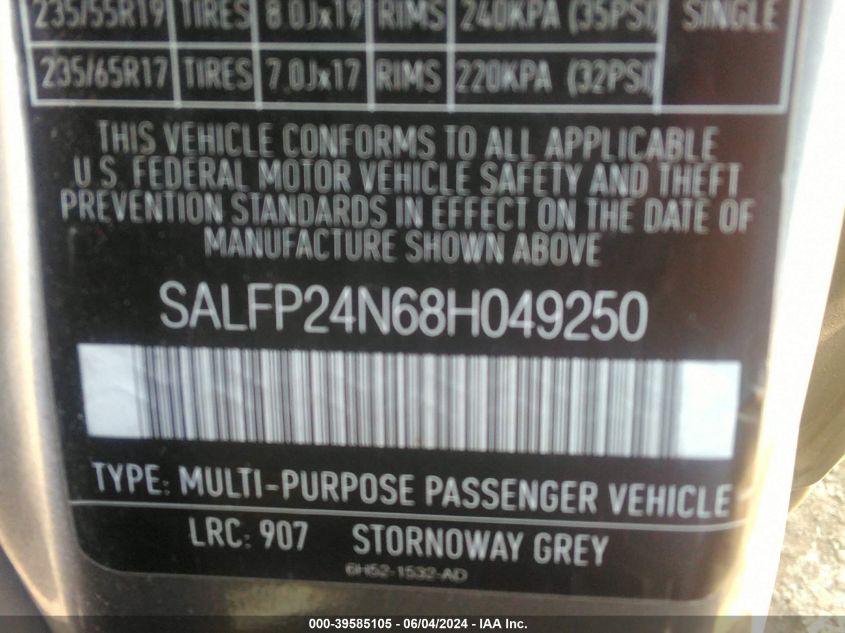 235/55R19 TIRES 8.0Jx19 RIMS 240KPA (35PSI) SINGLE
235/65R17 TIRES 7.0Jx17 RIMS 220KPA (32PSI)
THIS VEHICLE CONFORMS TO ALL APPLICABLE
U.S. FEDERAL MOTOR VEHICLE SAFETY AND THEFT
PREVENTION STANDARDS IN EFFECT ON THE DATE OF
MANUFACTURE SHOWN ABOVE
SALFP24N68H049250
TYPE: MULTI-PURPOSE PASSENGER VEHICLE
LRC: 907 STORNOWAY GREY
6H52-1532-AD
000-39585105 - 06/04/2024 - IAA Inc.